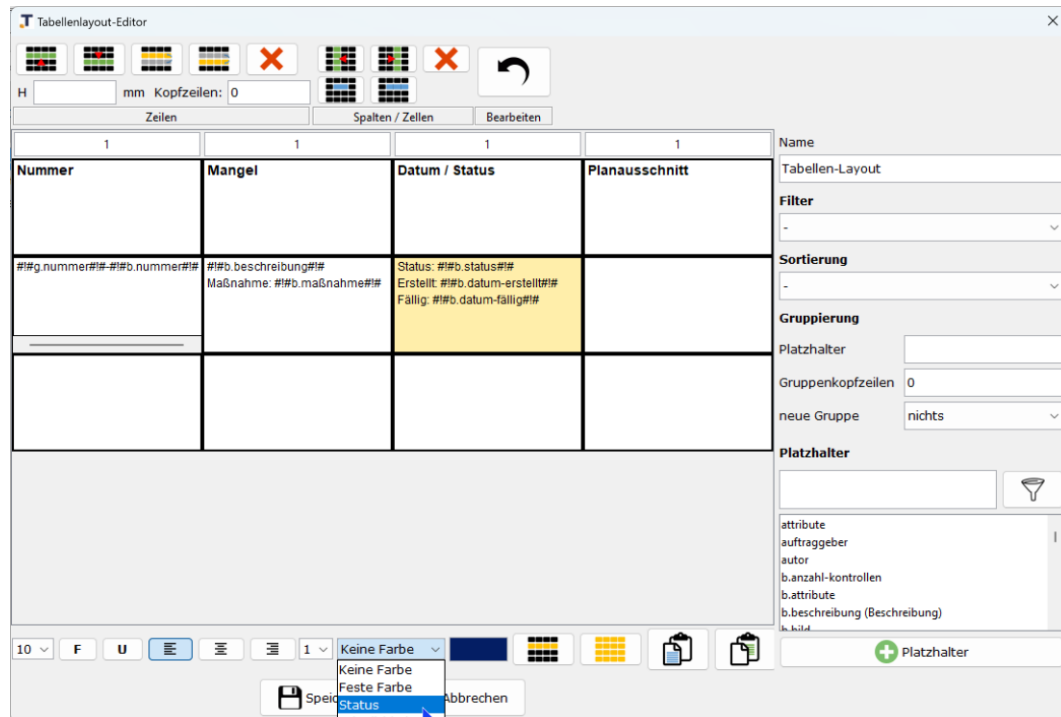 Tabellenlayout-Editor
H
mm Kopfzeilen: 0
Zeilen
Spalten / Zellen
Bearbeiten
1
1
1
1
Nummer
Mangel
Datum / Status
Planausschnitt
#!#g.nummer#!#-#!#b.nummer#!#
#!#b.beschreibung#!#
Maßnahme: #!#b.maßnahme#!#
Status: #!#b.status#!#
Erstellt: #!#b.datum-erstellt#!#
Fällig: #!#b.datum-fällig#!#
Name
Tabellen-Layout
Filter
-
Sortierung
-
Gruppierung
Platzhalter
Gruppenkopfzeilen 0
neue Gruppe nichts
Platzhalter
attribute
auftraggeber
autor
b.anzahl-kontrollen
b.attribute
b.beschreibung (Beschreibung)
Platzhalter
10 F U 1 Keine Farbe
Keine Farbe
Feste Farbe
Status
Speic
Abbrechen